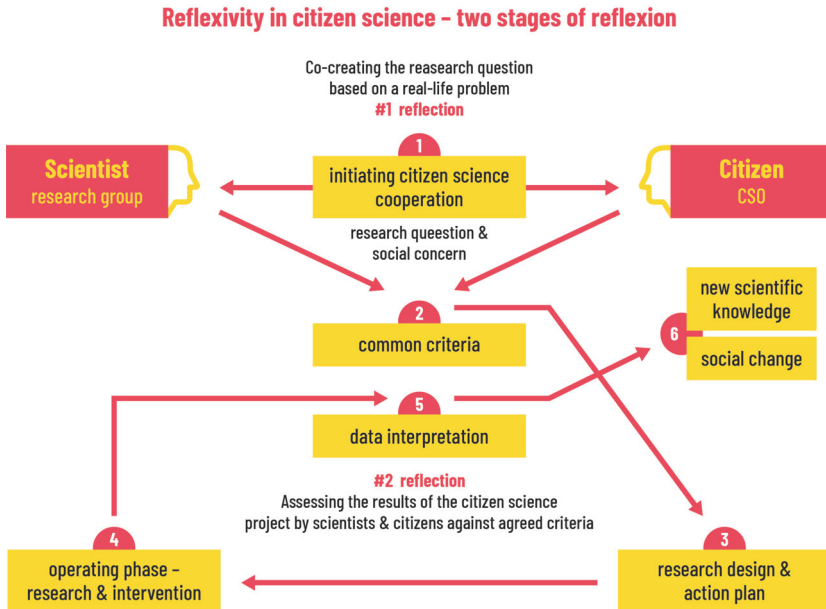 Reflexivity in citizen science – two stages of reflexion
Co-creating the reasearch question
based on a real-life problem
#1 reflection
Scientist
research group
1
initiating citizen science
cooperation
Citizen
CSO
research queestion &
social concern
2
common criteria
new scientific
knowledge
6
social change
5
data interpretation
#2 reflection
Assessing the results of the citizen science
project by scientists & citizens against agreed criteria
4
operating phase –
research & intervention
3
research design &
action plan